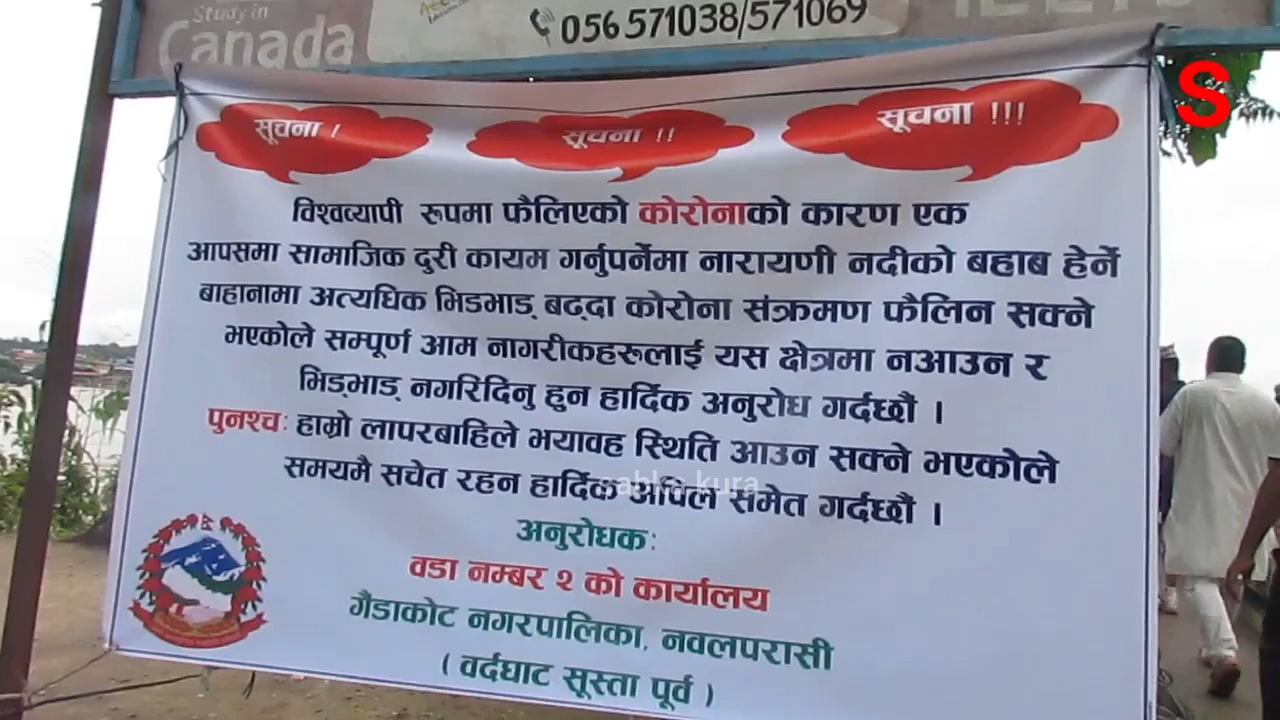 Study in
Canada
056 571038/571069
S
सूचना !
सूचना !!
सूचना !!!
विश्वव्यापी रुपमा फैलिएको कोरोनाको कारण एक
आपसमा सामाजिक दुरी कायम गर्नुपर्नेमा नारायणी नदीको बहाब हेर्ने
बाहानामा अत्यधिक भिडभाड् बढ्दा कोरोना संक्रमण फैलिन सक्ने
भएकोले सम्पूर्ण आम नागरीकहरुलाई यस क्षेत्रमा नआउन र
भिड्भाड् नगरिदिनु हुन हार्दिक अनुरोध गर्दछौं ।
पुनश्चः हाम्रो लापरबाहिले भयावह स्थिति आउन सक्ने भएकोले
समयमै सचेत रहन हार्दिक अपिल समेत गर्दछौं ।
sabka kura
अनुरोधकः
वडा नम्बर २ को कार्यालय
गैंडाकोट नगरपालिका, नवलपरासी
( वर्दघाट सूस्ता पूर्व )